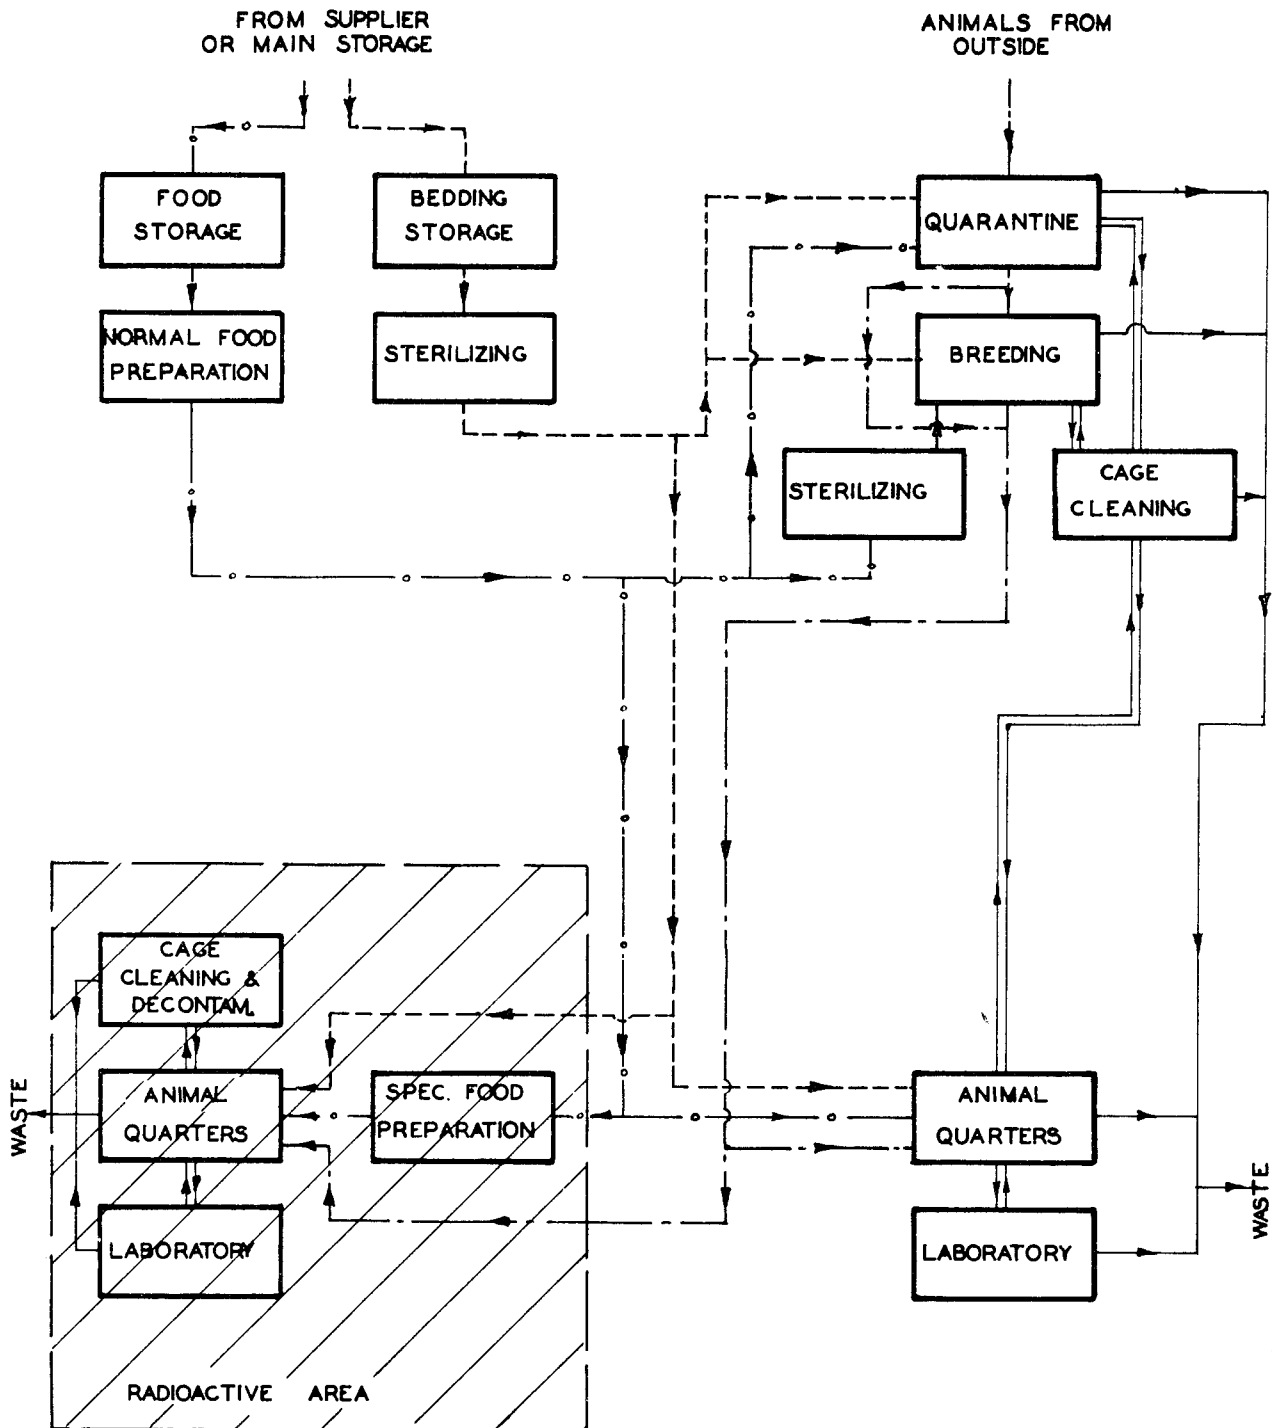 FROM SUPPLIER
OR MAIN STORAGE
ANIMALS FROM
OUTSIDE
FOOD
STORAGE
BEDDING
STORAGE
QUARANTINE
NORMAL FOOD
PREPARATION
STERILIZING
BREEDING
STERILIZING
CAGE
CLEANING
CAGE
CLEANING &
DECONTAM.
ANIMAL
QUARTERS
SPEC. FOOD
PREPARATION
ANIMAL
QUARTERS
WASTE
LABORATORY
LABORATORY
WASTE
RADIOACTIVE AREA